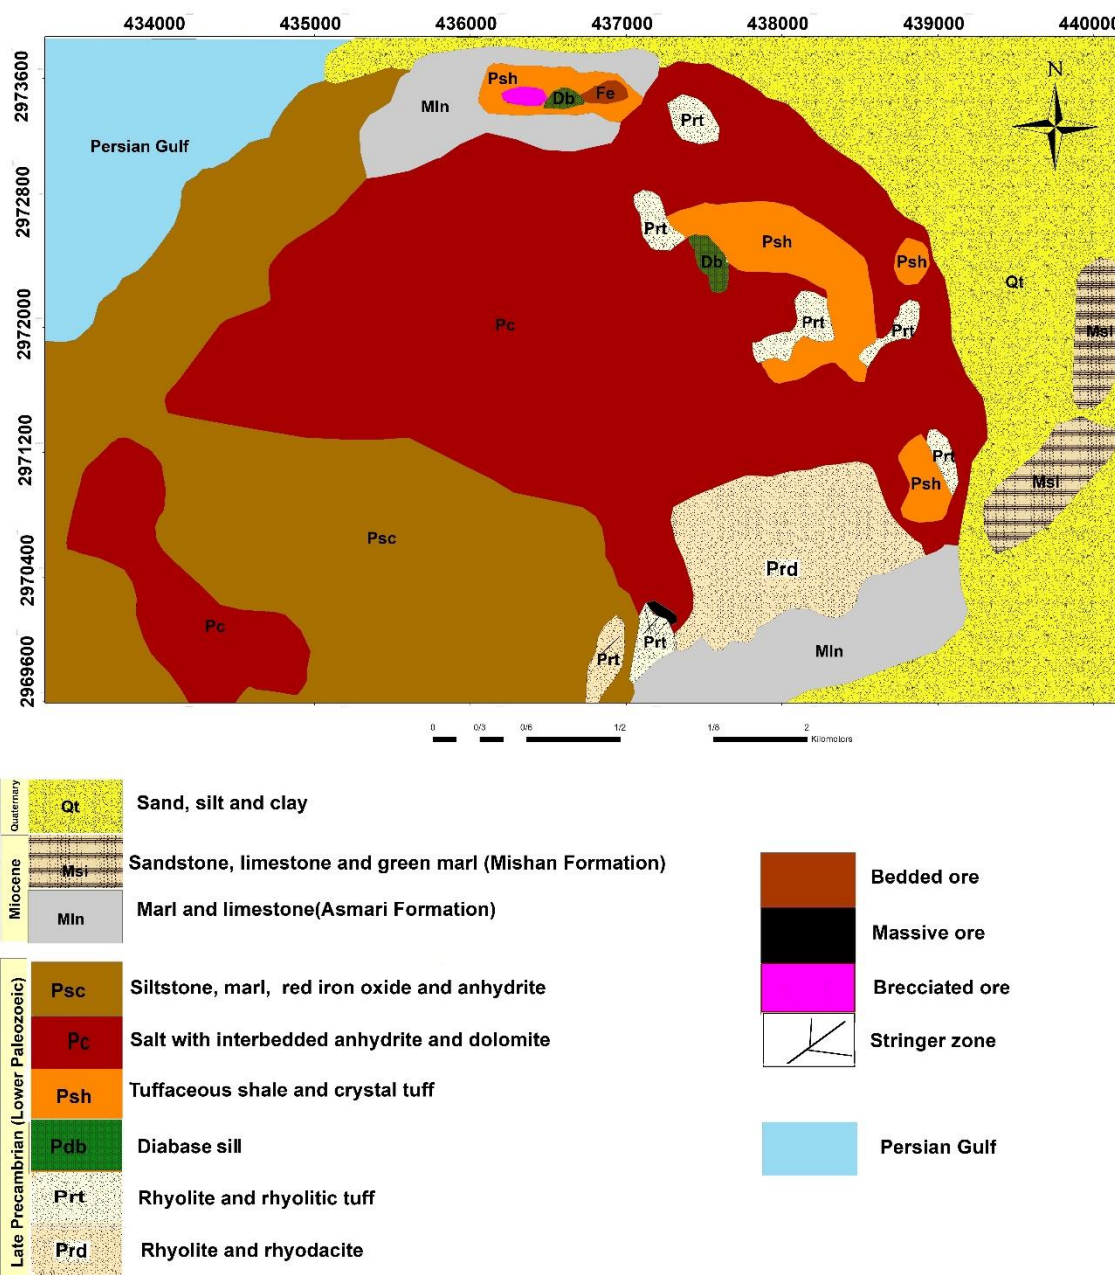 434000 435000 436000 437000 438000 439000 440000
2973600
2972800
2972000
2971200
2970400
2969600
N
Persian Gulf
Psh
Db
Fe
Mln
Prt
Prt
Psh
Db
Psh
Qt
Pc
Prt
Prt
Msi
Prt
Psh
Msi
Psc
Prd
Pc
Prt
Prt
Mln
0 0/3 0/6 1/2 1/8 2
Kilomotors
Quaternary
Qt Sand, silt and clay
Miocene
Msi Sandstone, limestone and green marl (Mishan Formation)
Mln Marl and limestone(Asmari Formation)
Late Precambrian (Lower Paleozoeic)
Psc Siltstone, marl, red iron oxide and anhydrite
Pc Salt with interbedded anhydrite and dolomite
Psh Tuffaceous shale and crystal tuff
Pdb Diabase sill
Prt Rhyolite and rhyolitic tuff
Prd Rhyolite and rhyodacite
Bedded ore
Massive ore
Brecciated ore
Stringer zone
Persian Gulf